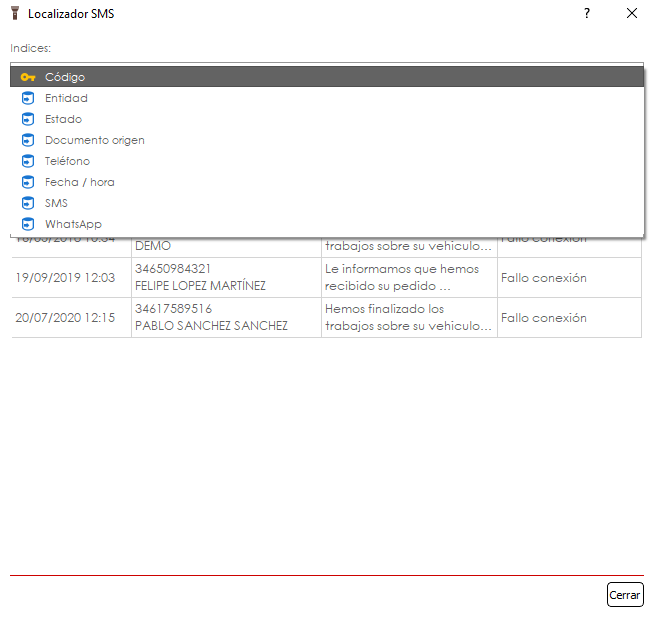 Localizador SMS
?
Indices:
Código
Entidad
Estado
Documento origen
Teléfono
Fecha / hora
SMS
WhatsApp
DEMO
trabajos sobre su vehiculo...
Fallo conexión
19/09/2019 12:03
34650984321
FELIPE LOPEZ MARTÍNEZ
Le informamos que hemos
recibido su pedido ...
Fallo conexión
20/07/2020 12:15
34617589516
PABLO SANCHEZ SANCHEZ
Hemos finalizado los
trabajos sobre su vehiculo...
Fallo conexión
Cerrar